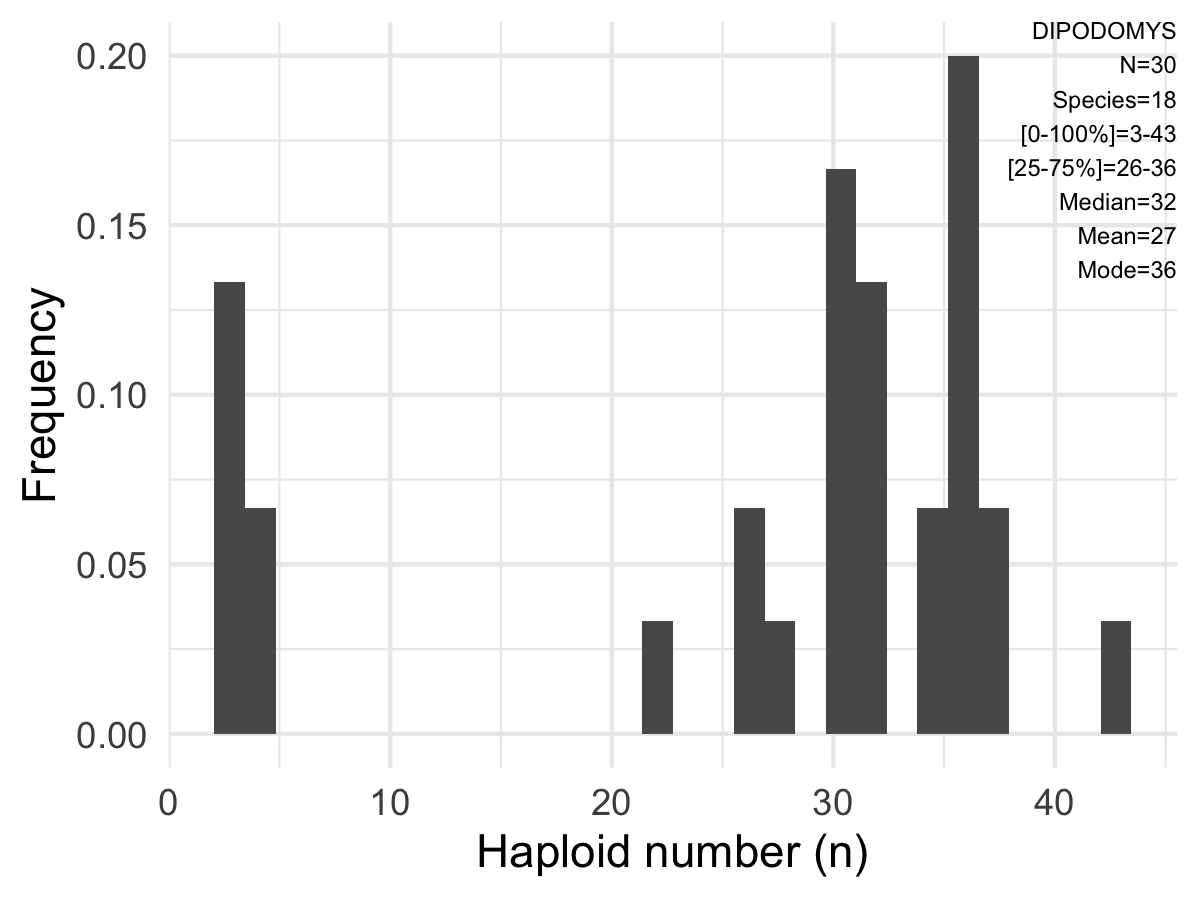 DIPODOMYS
N=30
Species=18
[0-100%]=3-43
[25-75%]=26-36
Median=32
Mean=27
Mode=36
0.20
0.15
0.10
0.05
0.00
Frequency
0 10 20 30 40
Haploid number (n)